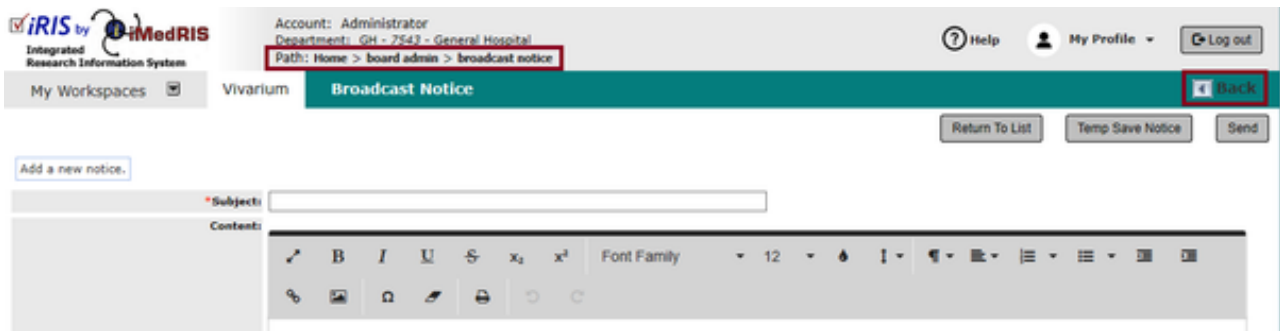 iRIS by iMedRIS
Integrated
Research Information System
Account: Administrator
Department: GH - 7543 - General Hospital
Path: Home > board admin > broadcast notice
? Help
My Profile
Log out
My Workspaces
Vivarium
Broadcast Notice
Back
Return To List
Temp Save Notice
Send
Add a new notice.
*Subject:
Content:
B I U S x₂ x² Font Family 12
Ω